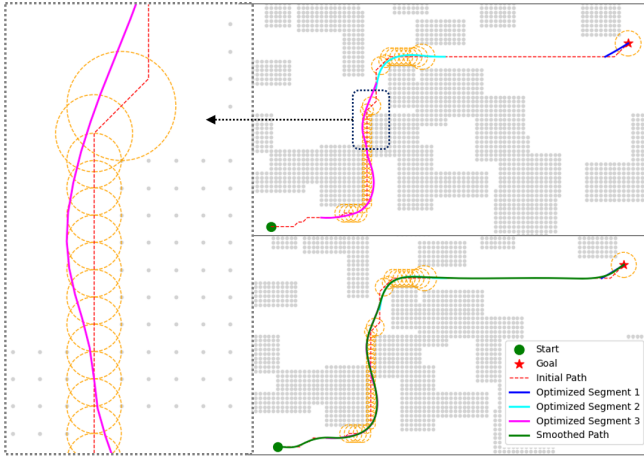 Start
Goal
Initial Path
Optimized Segment 1
Optimized Segment 2
Optimized Segment 3
Smoothed Path